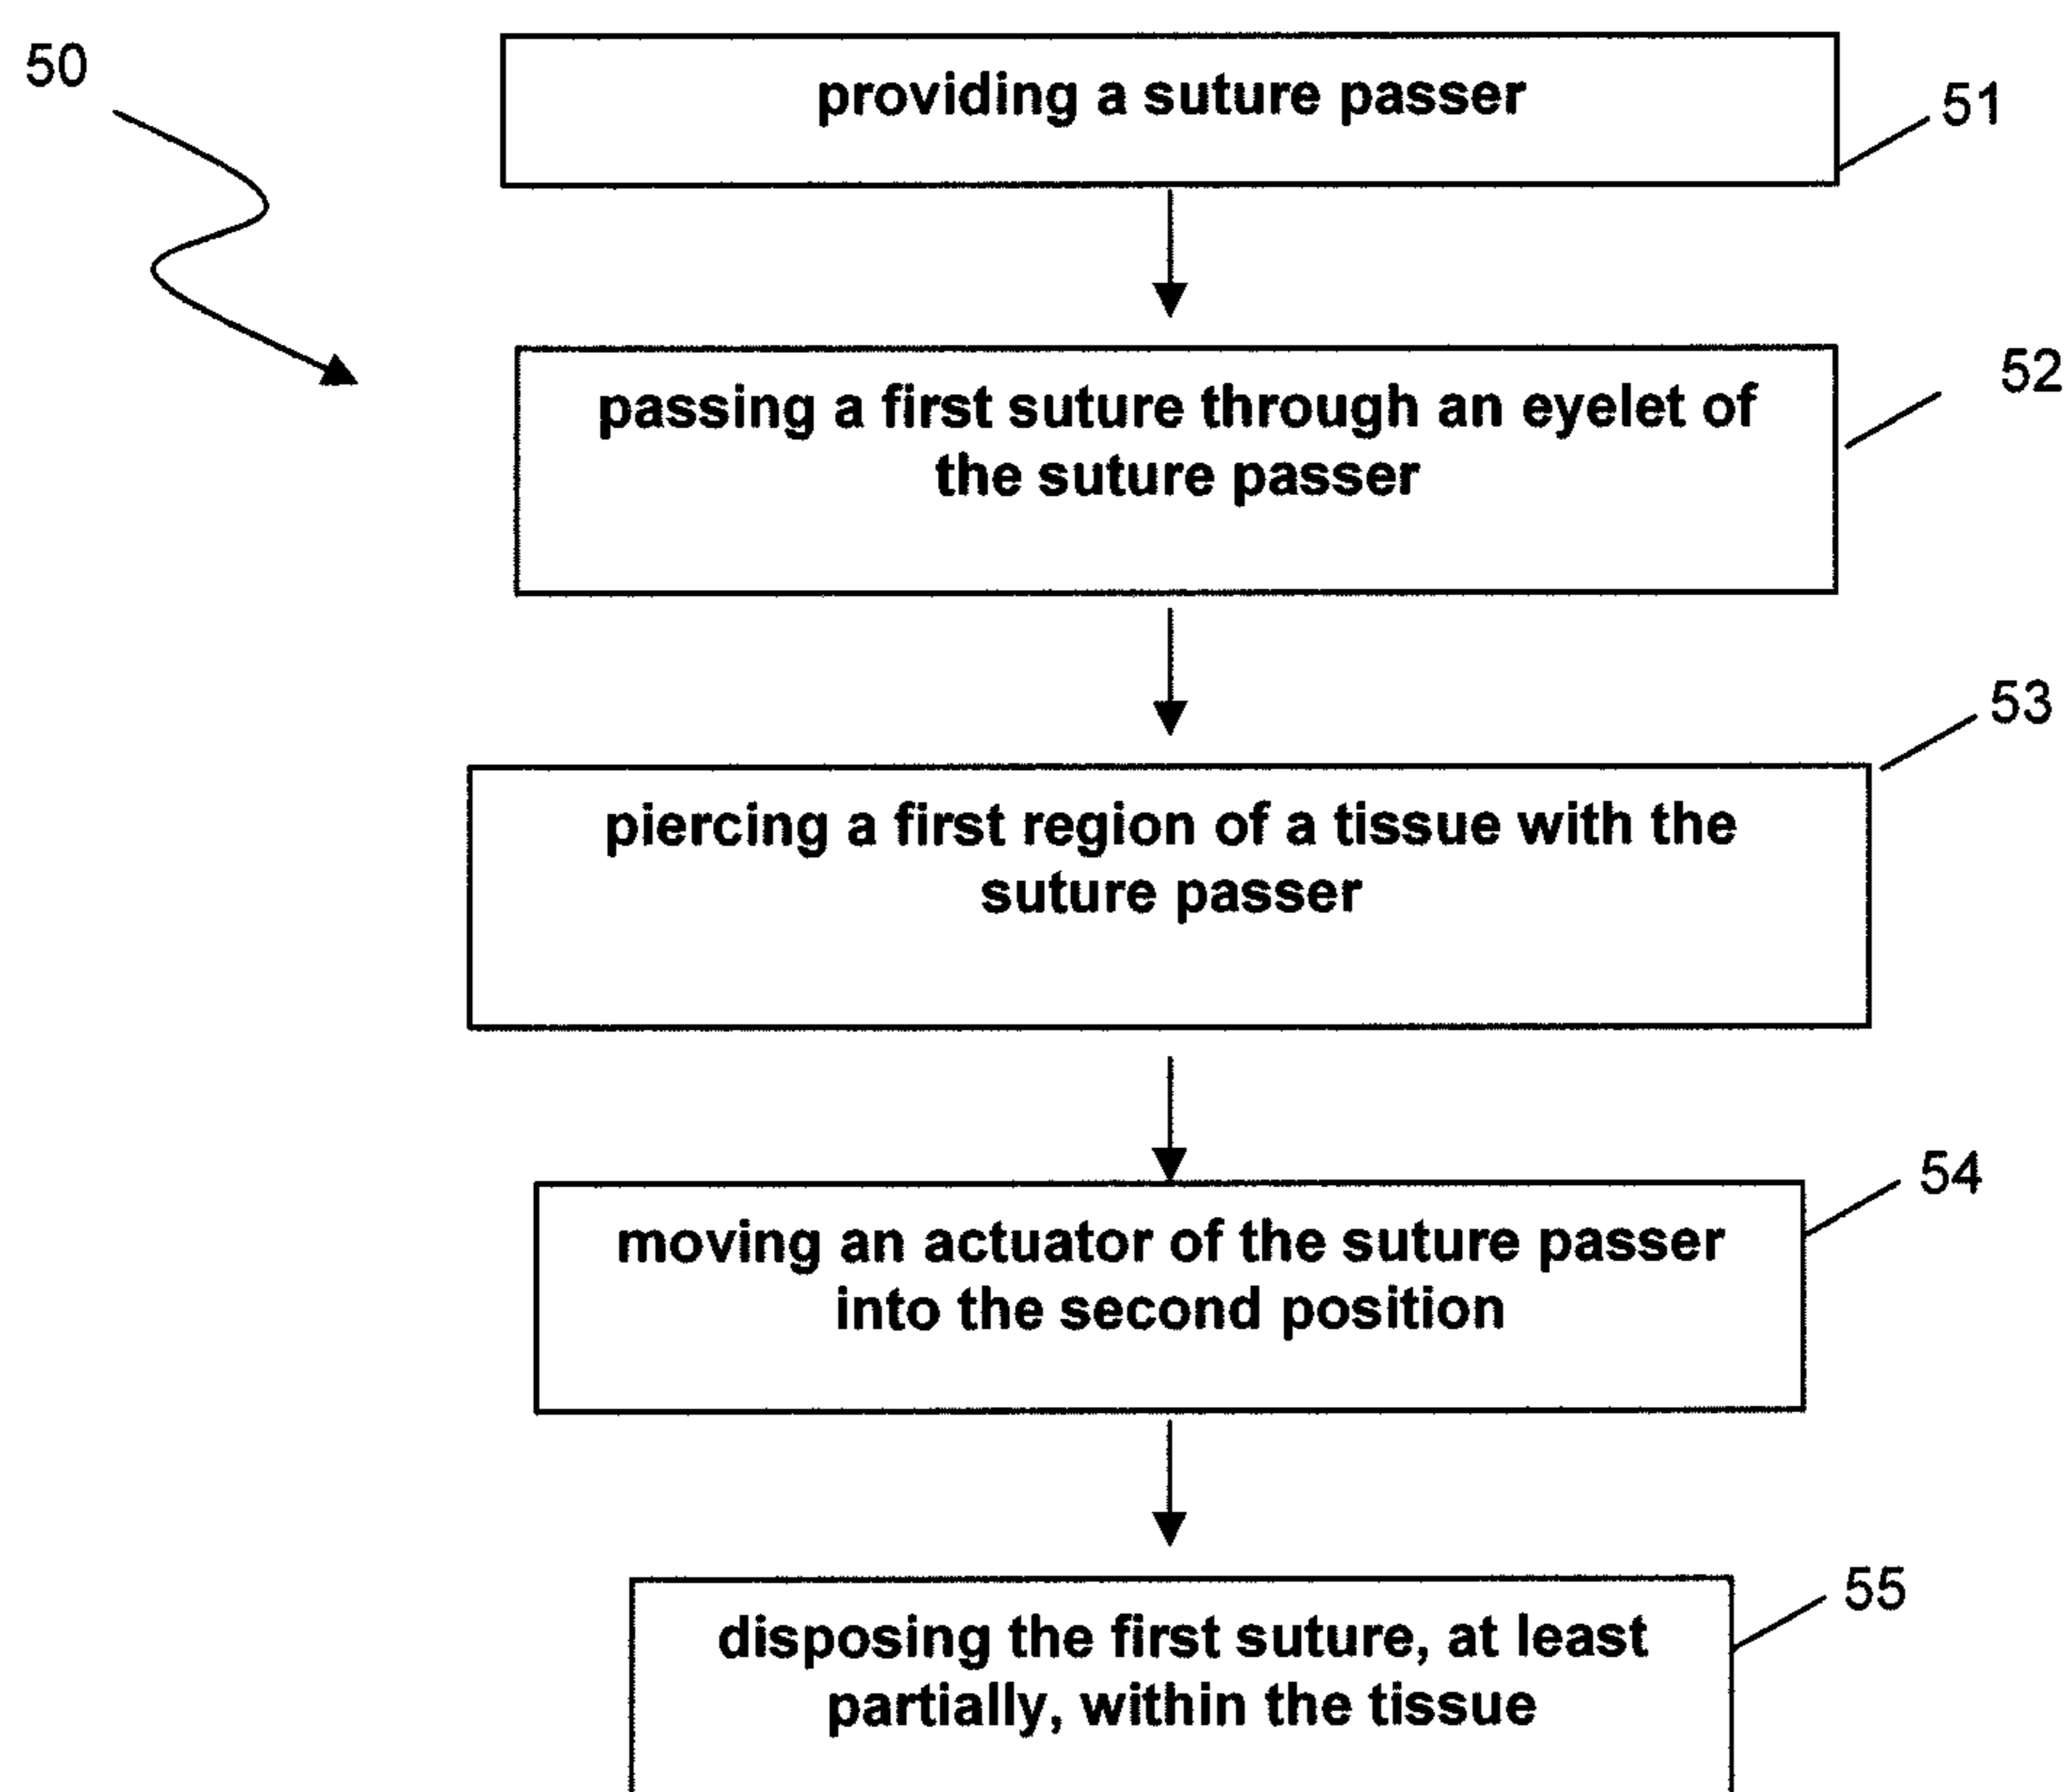 50
providing a suture passer
51
passing a first suture through an eyelet of
the suture passer
52
piercing a first region of a tissue with the
suture passer
53
moving an actuator of the suture passer
into the second position
54
disposing the first suture, at least
partially, within the tissue
55